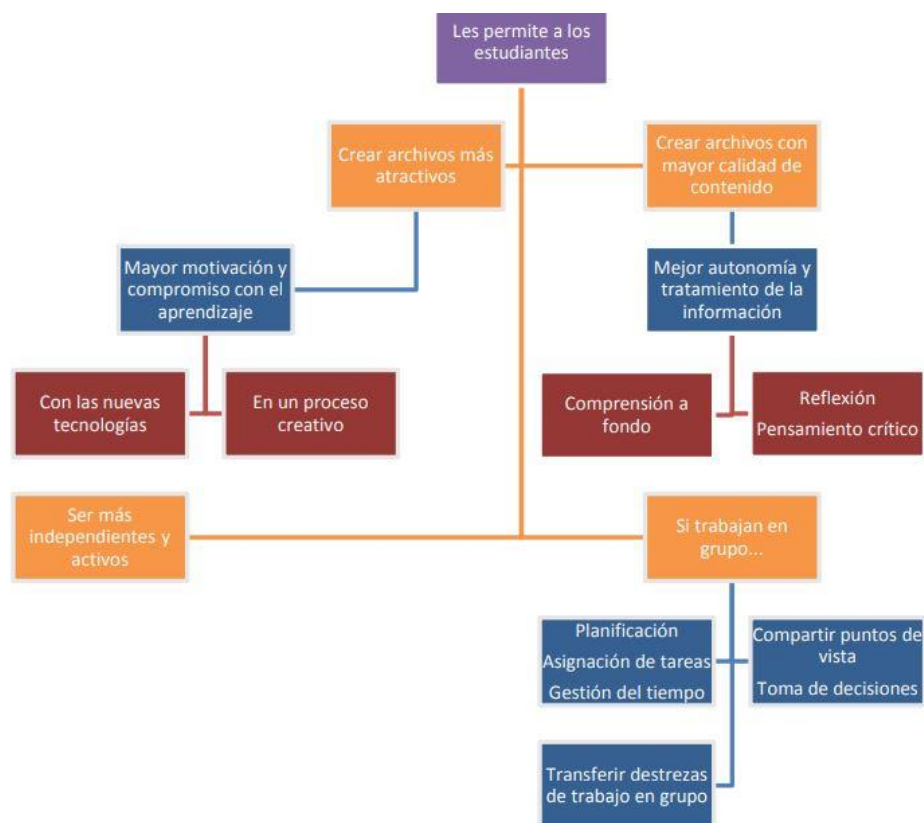 Les permite a los
estudiantes
Crear archivos más
atractivos
Crear archivos con
mayor calidad de
contenido
Mayor motivación y
compromiso con el
aprendizaje
Mejor autonomía y
tratamiento de la
información
Con las nuevas
tecnologías
En un proceso
creativo
Comprensión a
fondo
Reflexión
Pensamiento crítico
Ser más
independientes y
activos
Si trabajan en
grupo...
Planificación
Asignación de tareas
Gestión del tiempo
Compartir puntos de
vista
Toma de decisiones
Transferir destrezas
de trabajo en grupo